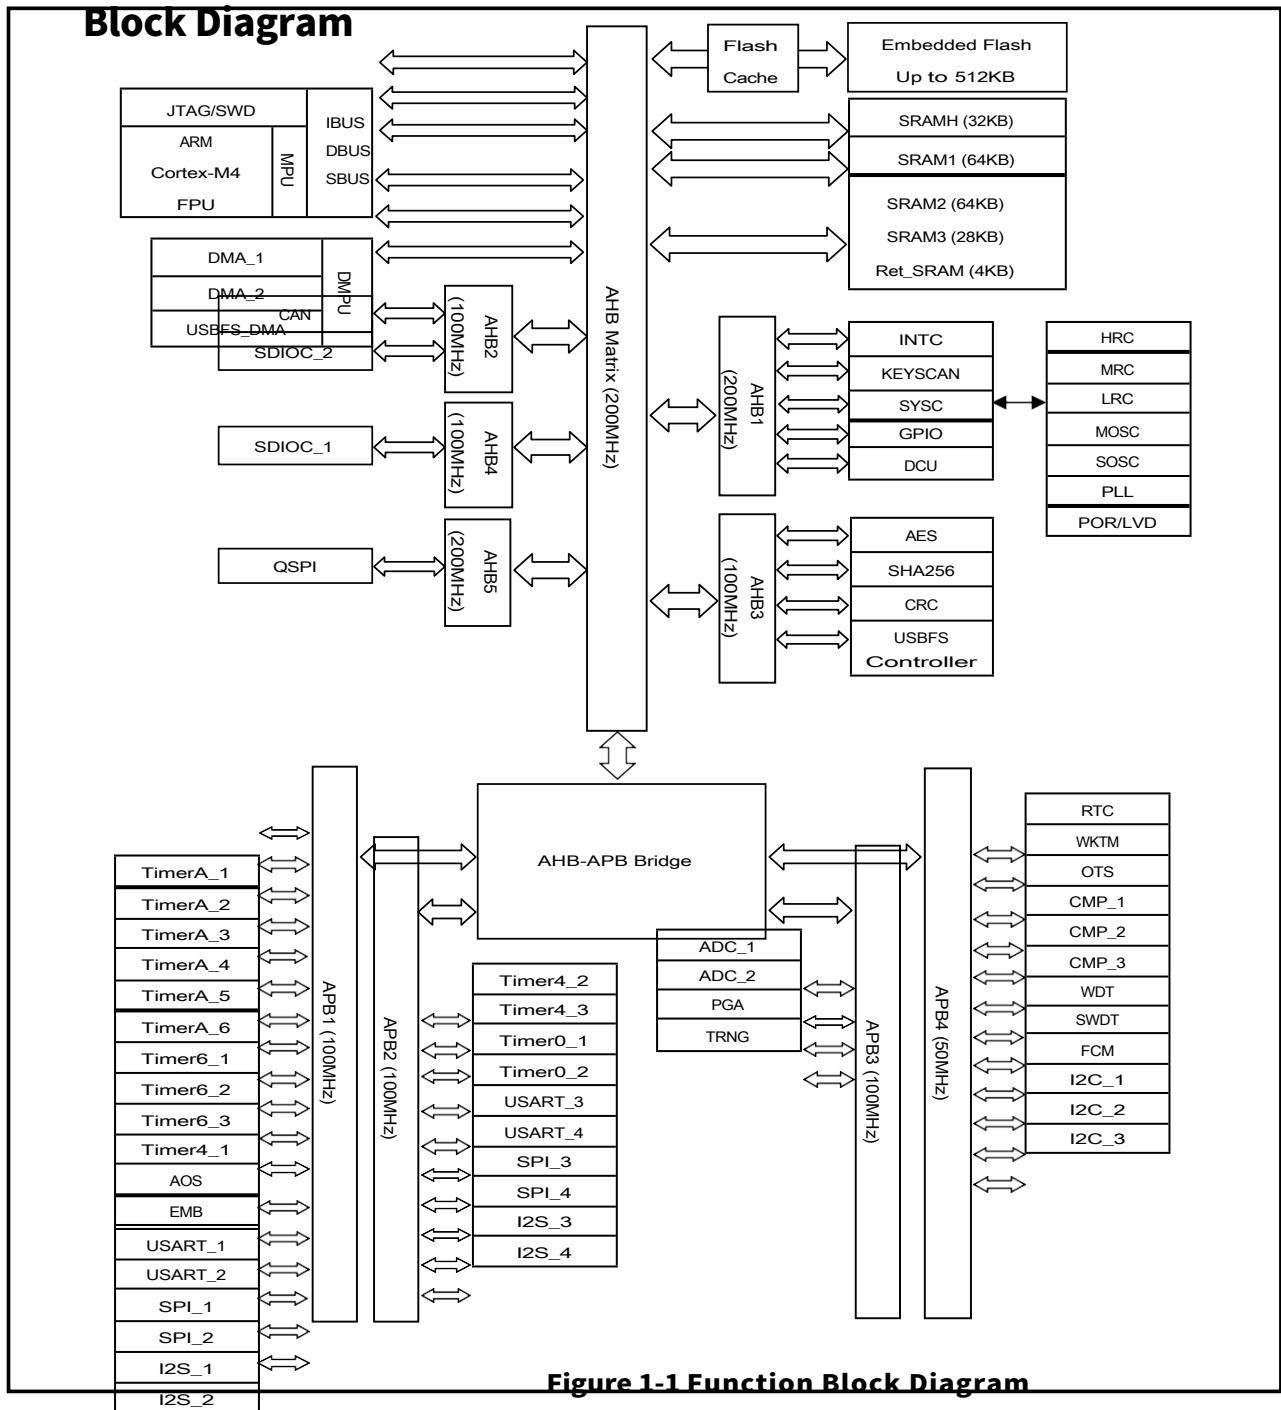 Block Diagram
Flash
Cache
Embedded Flash
Up to 512KB
JTAG/SWD
ARM
Cortex-M4
FPU
MPU
IBUS
DBUS
SBUS
SRAMH (32KB)
SRAM1 (64KB)
SRAM2 (64KB)
SRAM3 (28KB)
Ret_SRAM (4KB)
DMA_1
DMA_2
USBFS_DMA
DMPU
CAN
SDIOC_2
AHB2
(100MHz)
AHB Matrix (200MHz)
SDIOC_1
AHB4
(100MHz)
QSPI
AHB5
(200MHz)
AHB1
(200MHz)
INTC
KEYSCAN
SYSC
GPIO
DCU
HRC
MRC
LRC
MOSC
SOSC
PLL
POR/LVD
AHB3
(100MHz)
AES
SHA256
CRC
USBFS
Controller
AHB-APB Bridge
TimerA_1
TimerA_2
TimerA_3
TimerA_4
TimerA_5
TimerA_6
Timer6_1
Timer6_2
Timer6_3
Timer4_1
AOS
EMB
USART_1
USART_2
SPI_1
SPI_2
I2S_1
I2S_2
APB1 (100MHz)
APB2 (100MHz)
Timer4_2
Timer4_3
Timer0_1
Timer0_2
USART_3
USART_4
SPI_3
SPI_4
I2S_3
I2S_4
ADC_1
ADC_2
PGA
TRNG
APB3 (100MHz)
APB4 (50MHz)
RTC
WKTM
OTS
CMP_1
CMP_2
CMP_3
WDT
SWDT
FCM
I2C_1
I2C_2
I2C_3
Figure 1-1 Function Block Diagram